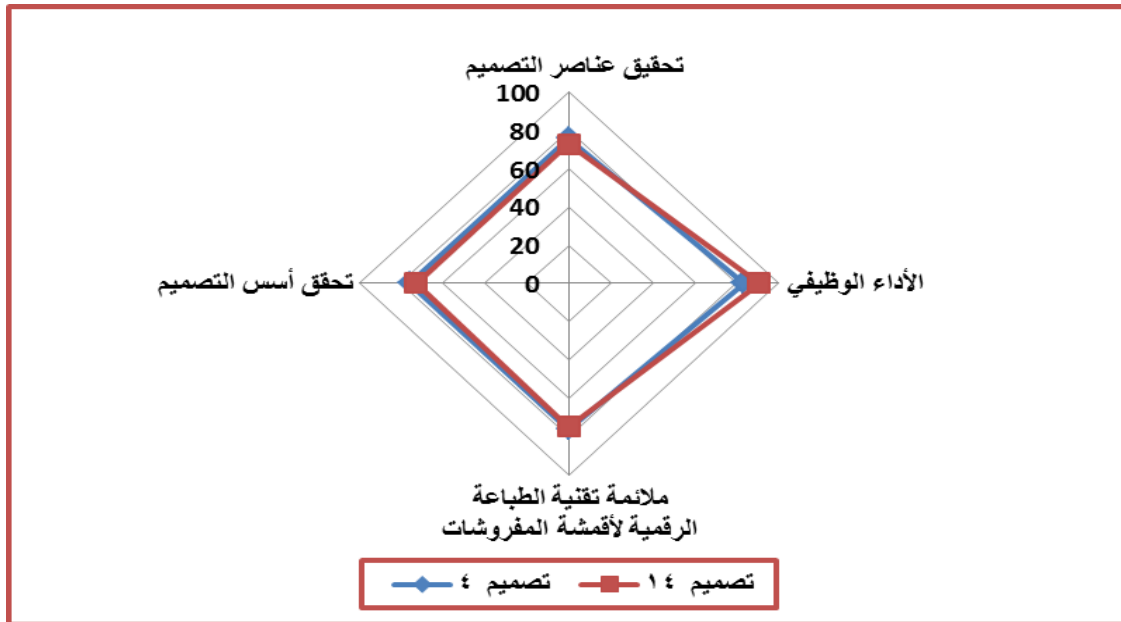 تحقيق عناصر التصميم
100
80
60
40
20
0
الأداء الوظيفي
تحقق أسس التصميم
ملائمة تقنية الطباعة
الرقمية لأقمشة المفروشات
تصميم ١٤
تصميم ٤